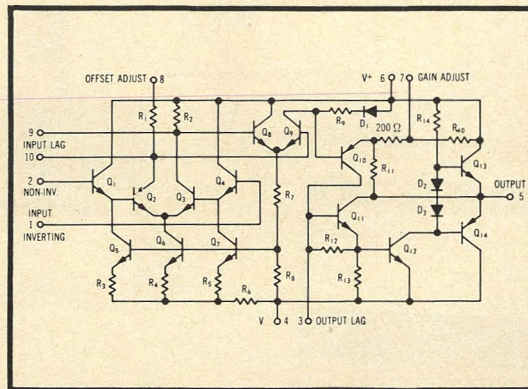 V+ 6 7 GAIN ADJUST
OFFSET ADJUST 8
R1 R2 Q8 Q9 R9 D1 200 Ω R14 R40
9
INPUT LAG
10
Q10 R11 Q13
2
NON-INV.
Q1 Q2 Q3 Q4 R7 D2 OUTPUT
5
INPUT 1
INVERTING
Q11 D3
Q5 Q6 Q7 R12 Q12 Q14
R3 R4 R5 R6 R8 R13
V 4 3 OUTPUT LAG